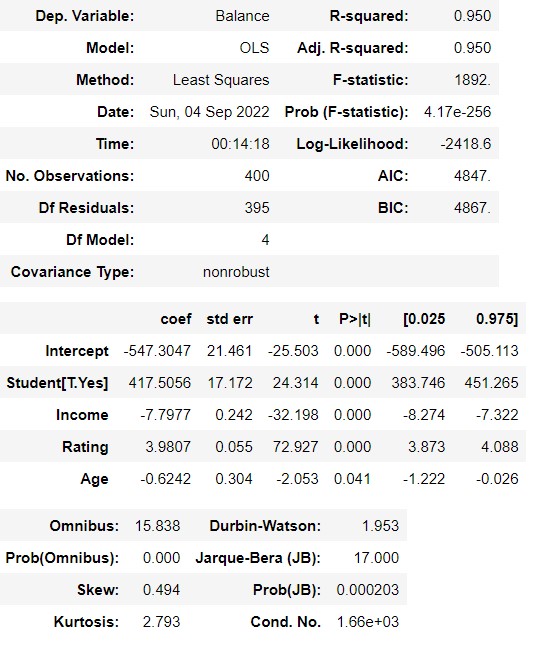 Dep. Variable: Balance R-squared: 0.950
Model: OLS Adj. R-squared: 0.950
Method: Least Squares F-statistic: 1892.
Date: Sun, 04 Sep 2022 Prob (F-statistic): 4.17e-256
Time: 00:14:18 Log-Likelihood: -2418.6
No. Observations: 400 AIC: 4847.
Df Residuals: 395 BIC: 4867.
Df Model: 4
Covariance Type: nonrobust
coef std err t P>|t| [0.025 0.975]
Intercept -547.3047 21.461 -25.503 0.000 -589.496 -505.113
Student[T.Yes] 417.5056 17.172 24.314 0.000 383.746 451.265
Income -7.7977 0.242 -32.198 0.000 -8.274 -7.322
Rating 3.9807 0.055 72.927 0.000 3.873 4.088
Age -0.6242 0.304 -2.053 0.041 -1.222 -0.026
Omnibus: 15.838 Durbin-Watson: 1.953
Prob(Omnibus): 0.000 Jarque-Bera (JB): 17.000
Skew: 0.494 Prob(JB): 0.000203
Kurtosis: 2.793 Cond. No. 1.66e+03